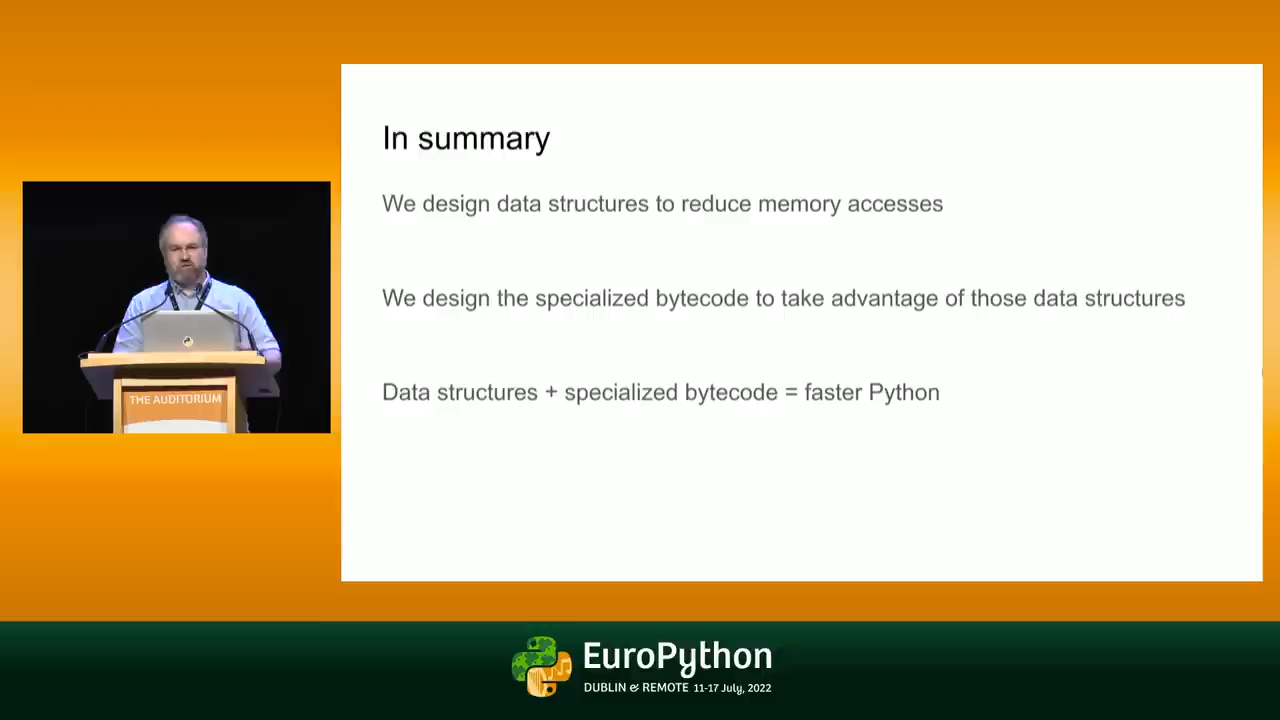 In summary
We design data structures to reduce memory accesses
We design the specialized bytecode to take advantage of those data structures
Data structures + specialized bytecode = faster Python
THE AUDITORIUM
EuroPython
DUBLIN & REMOTE 11-17 July, 2022